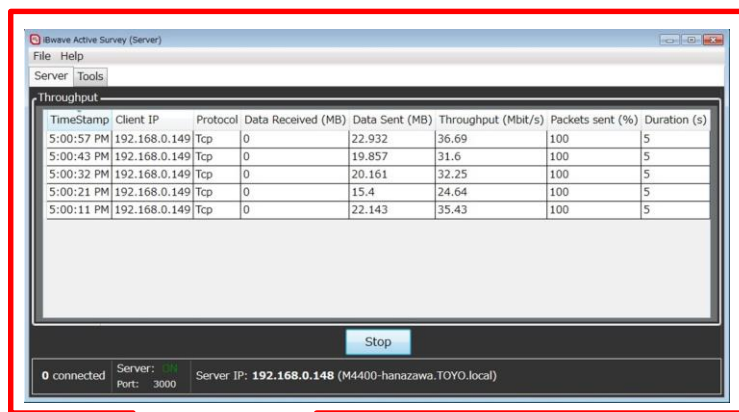 iBwave Active Survey (Server)
File Help
Server Tools
Throughput
TimeStamp Client IP Protocol Data Received (MB) Data Sent (MB) Throughput (Mbit/s) Packets sent (%) Duration (s)
5:00:57 PM 192.168.0.149 Tcp 0 22.932 36.69 100 5
5:00:43 PM 192.168.0.149 Tcp 0 19.857 31.6 100 5
5:00:32 PM 192.168.0.149 Tcp 0 20.161 32.25 100 5
5:00:21 PM 192.168.0.149 Tcp 0 15.4 24.64 100 5
5:00:11 PM 192.168.0.149 Tcp 0 22.143 35.43 100 5
Stop
0 connected Server: ON Server IP: 192.168.0.148 (M4400-hanazawa.TOYO.local)
Port: 3000